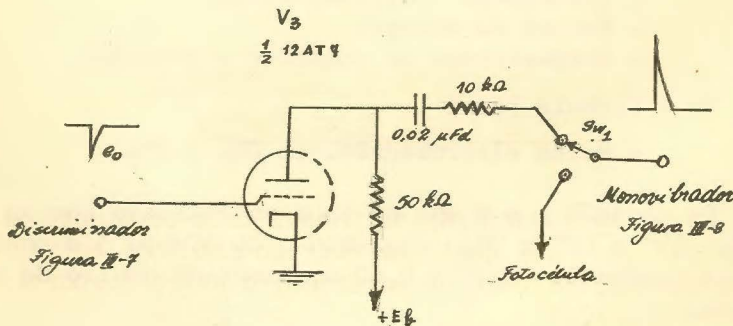 V3
1/2 12AT7
10 kΩ
0,02 µFd
e0
Sw1
50 kΩ
Discriminador
Figura III-7
Monovibrador
Figura III-8
Fotocélula
+Eb